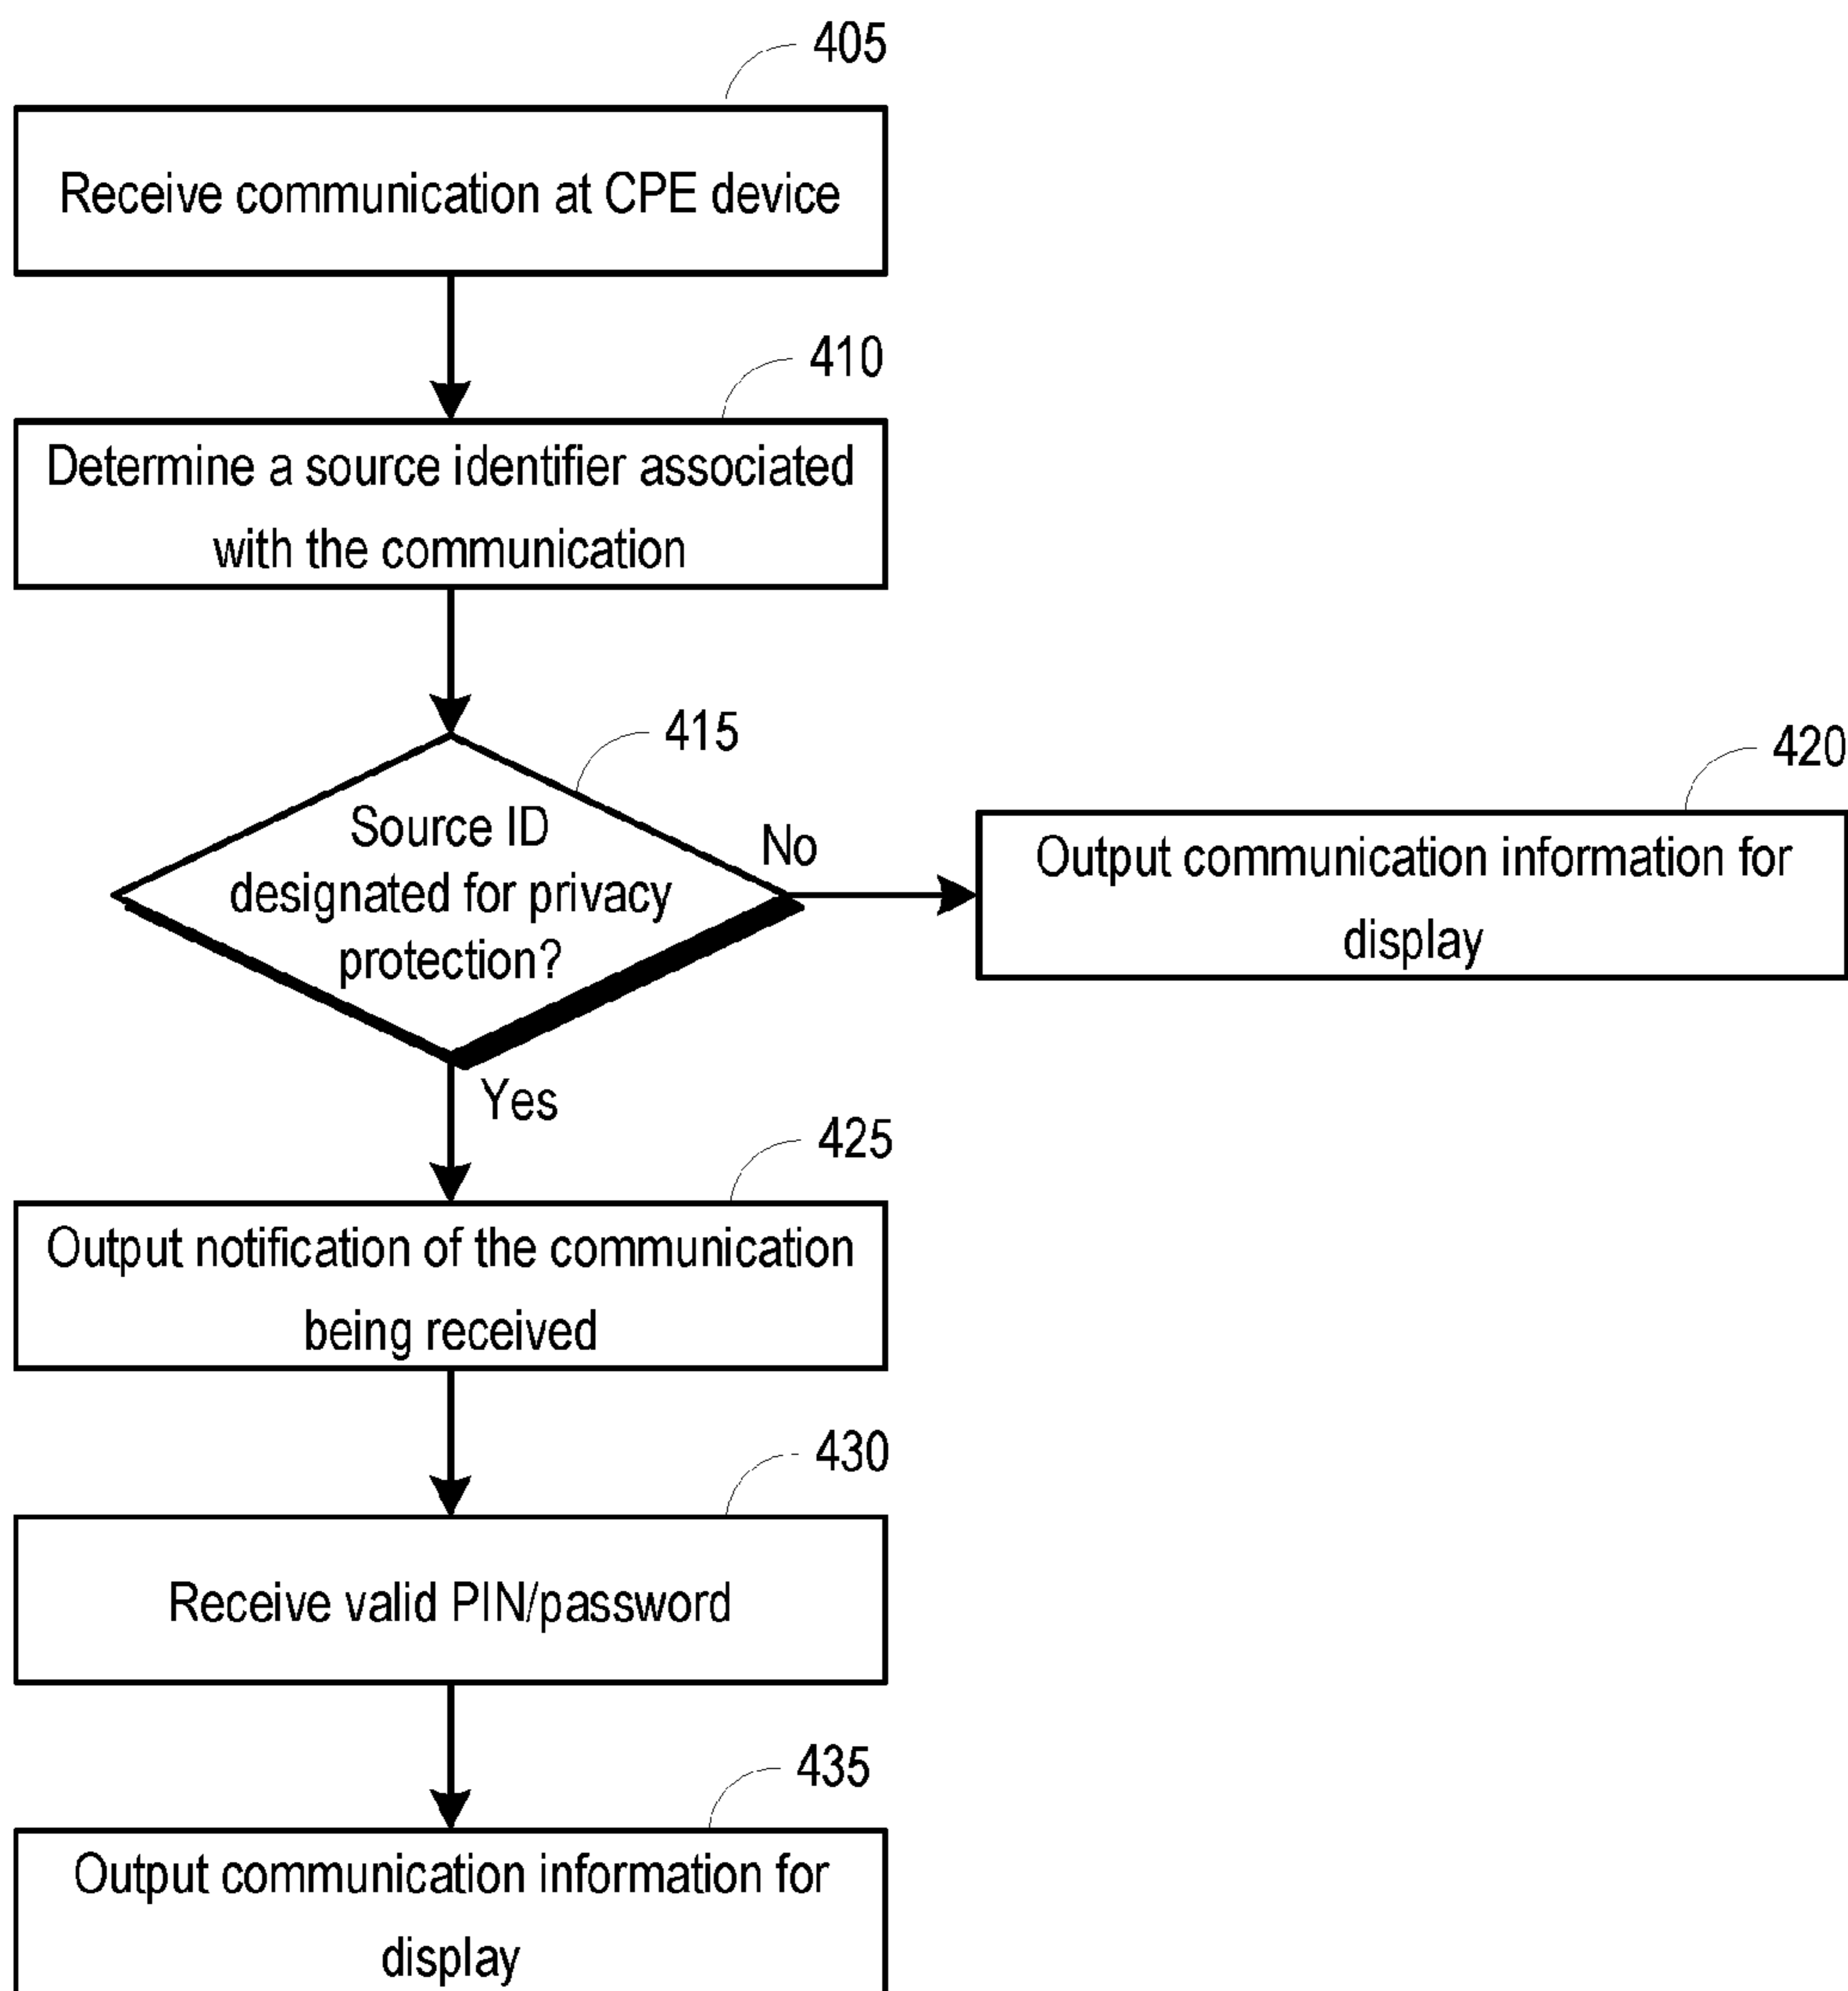 405
Receive communication at CPE device
410
Determine a source identifier associated
with the communication
415
Source ID
designated for privacy
protection?
No
420
Output communication information for
display
Yes
425
Output notification of the communication
being received
430
Receive valid PIN/password
435
Output communication information for
display